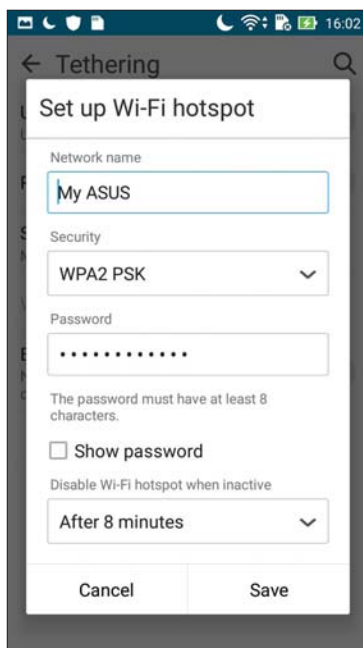 16:02
Tethering
Set up Wi-Fi hotspot
Network name
My ASUS
Security
WPA2 PSK
Password
••••••••••••
The password must have at least 8
characters.
Show password
Disable Wi-Fi hotspot when inactive
After 8 minutes
Cancel Save